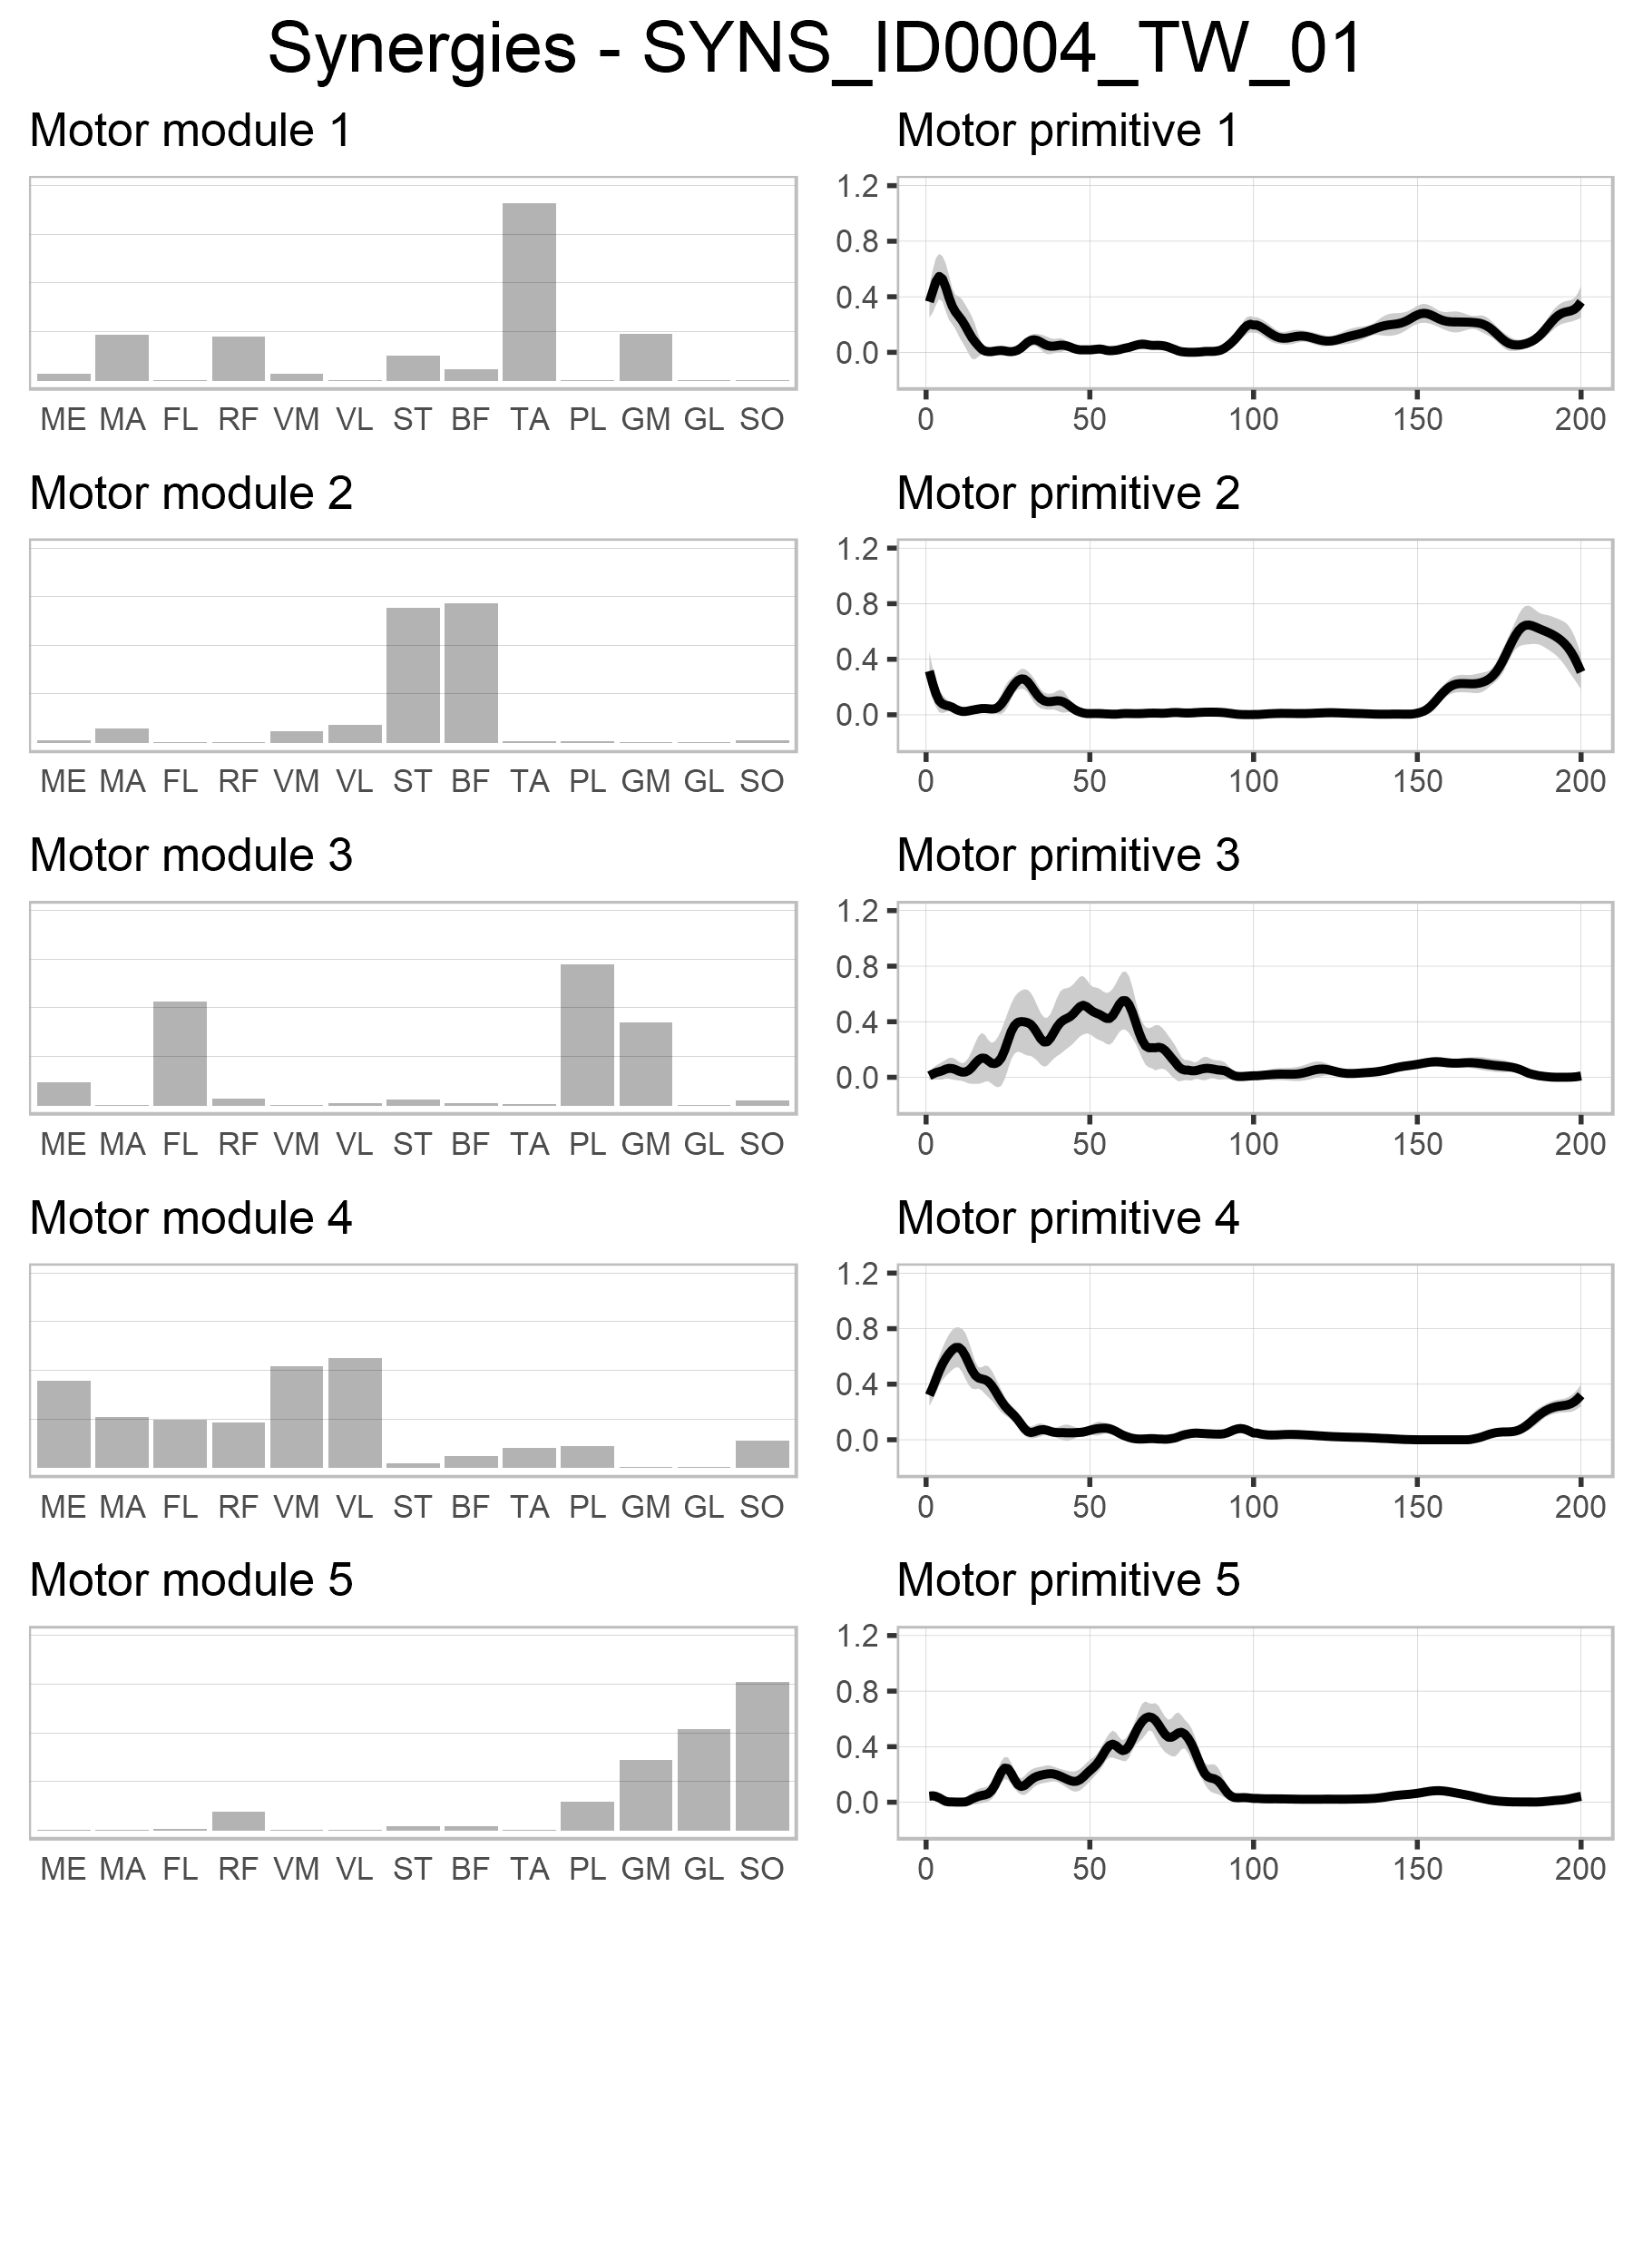 Synergies - SYNS_ID0004_TW_01
Motor module 1
Motor primitive 1
1.2
0.8
0.4
0.0
ME MA FL RF VM VL ST BF TA PL GM GL SO
0 50 100 150 200
Motor module 2
Motor primitive 2
1.2
0.8
0.4
0.0
ME MA FL RF VM VL ST BF TA PL GM GL SO
0 50 100 150 200
Motor module 3
Motor primitive 3
1.2
0.8
0.4
0.0
ME MA FL RF VM VL ST BF TA PL GM GL SO
0 50 100 150 200
Motor module 4
Motor primitive 4
1.2
0.8
0.4
0.0
ME MA FL RF VM VL ST BF TA PL GM GL SO
0 50 100 150 200
Motor module 5
Motor primitive 5
1.2
0.8
0.4
0.0
ME MA FL RF VM VL ST BF TA PL GM GL SO
0 50 100 150 200